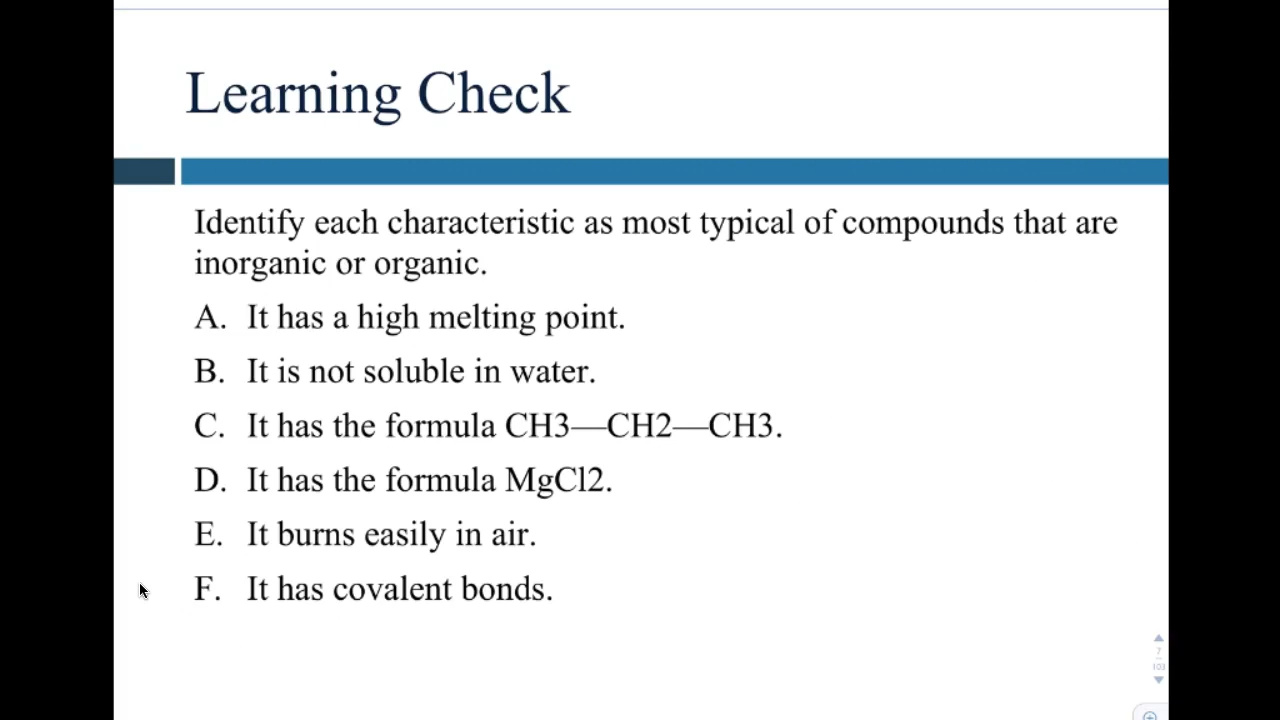 Learning Check
Identify each characteristic as most typical of compounds that are
inorganic or organic.
A. It has a high melting point.
B. It is not soluble in water.
C. It has the formula CH3—CH2—CH3.
D. It has the formula MgCl2.
E. It burns easily in air.
F. It has covalent bonds.
7
103